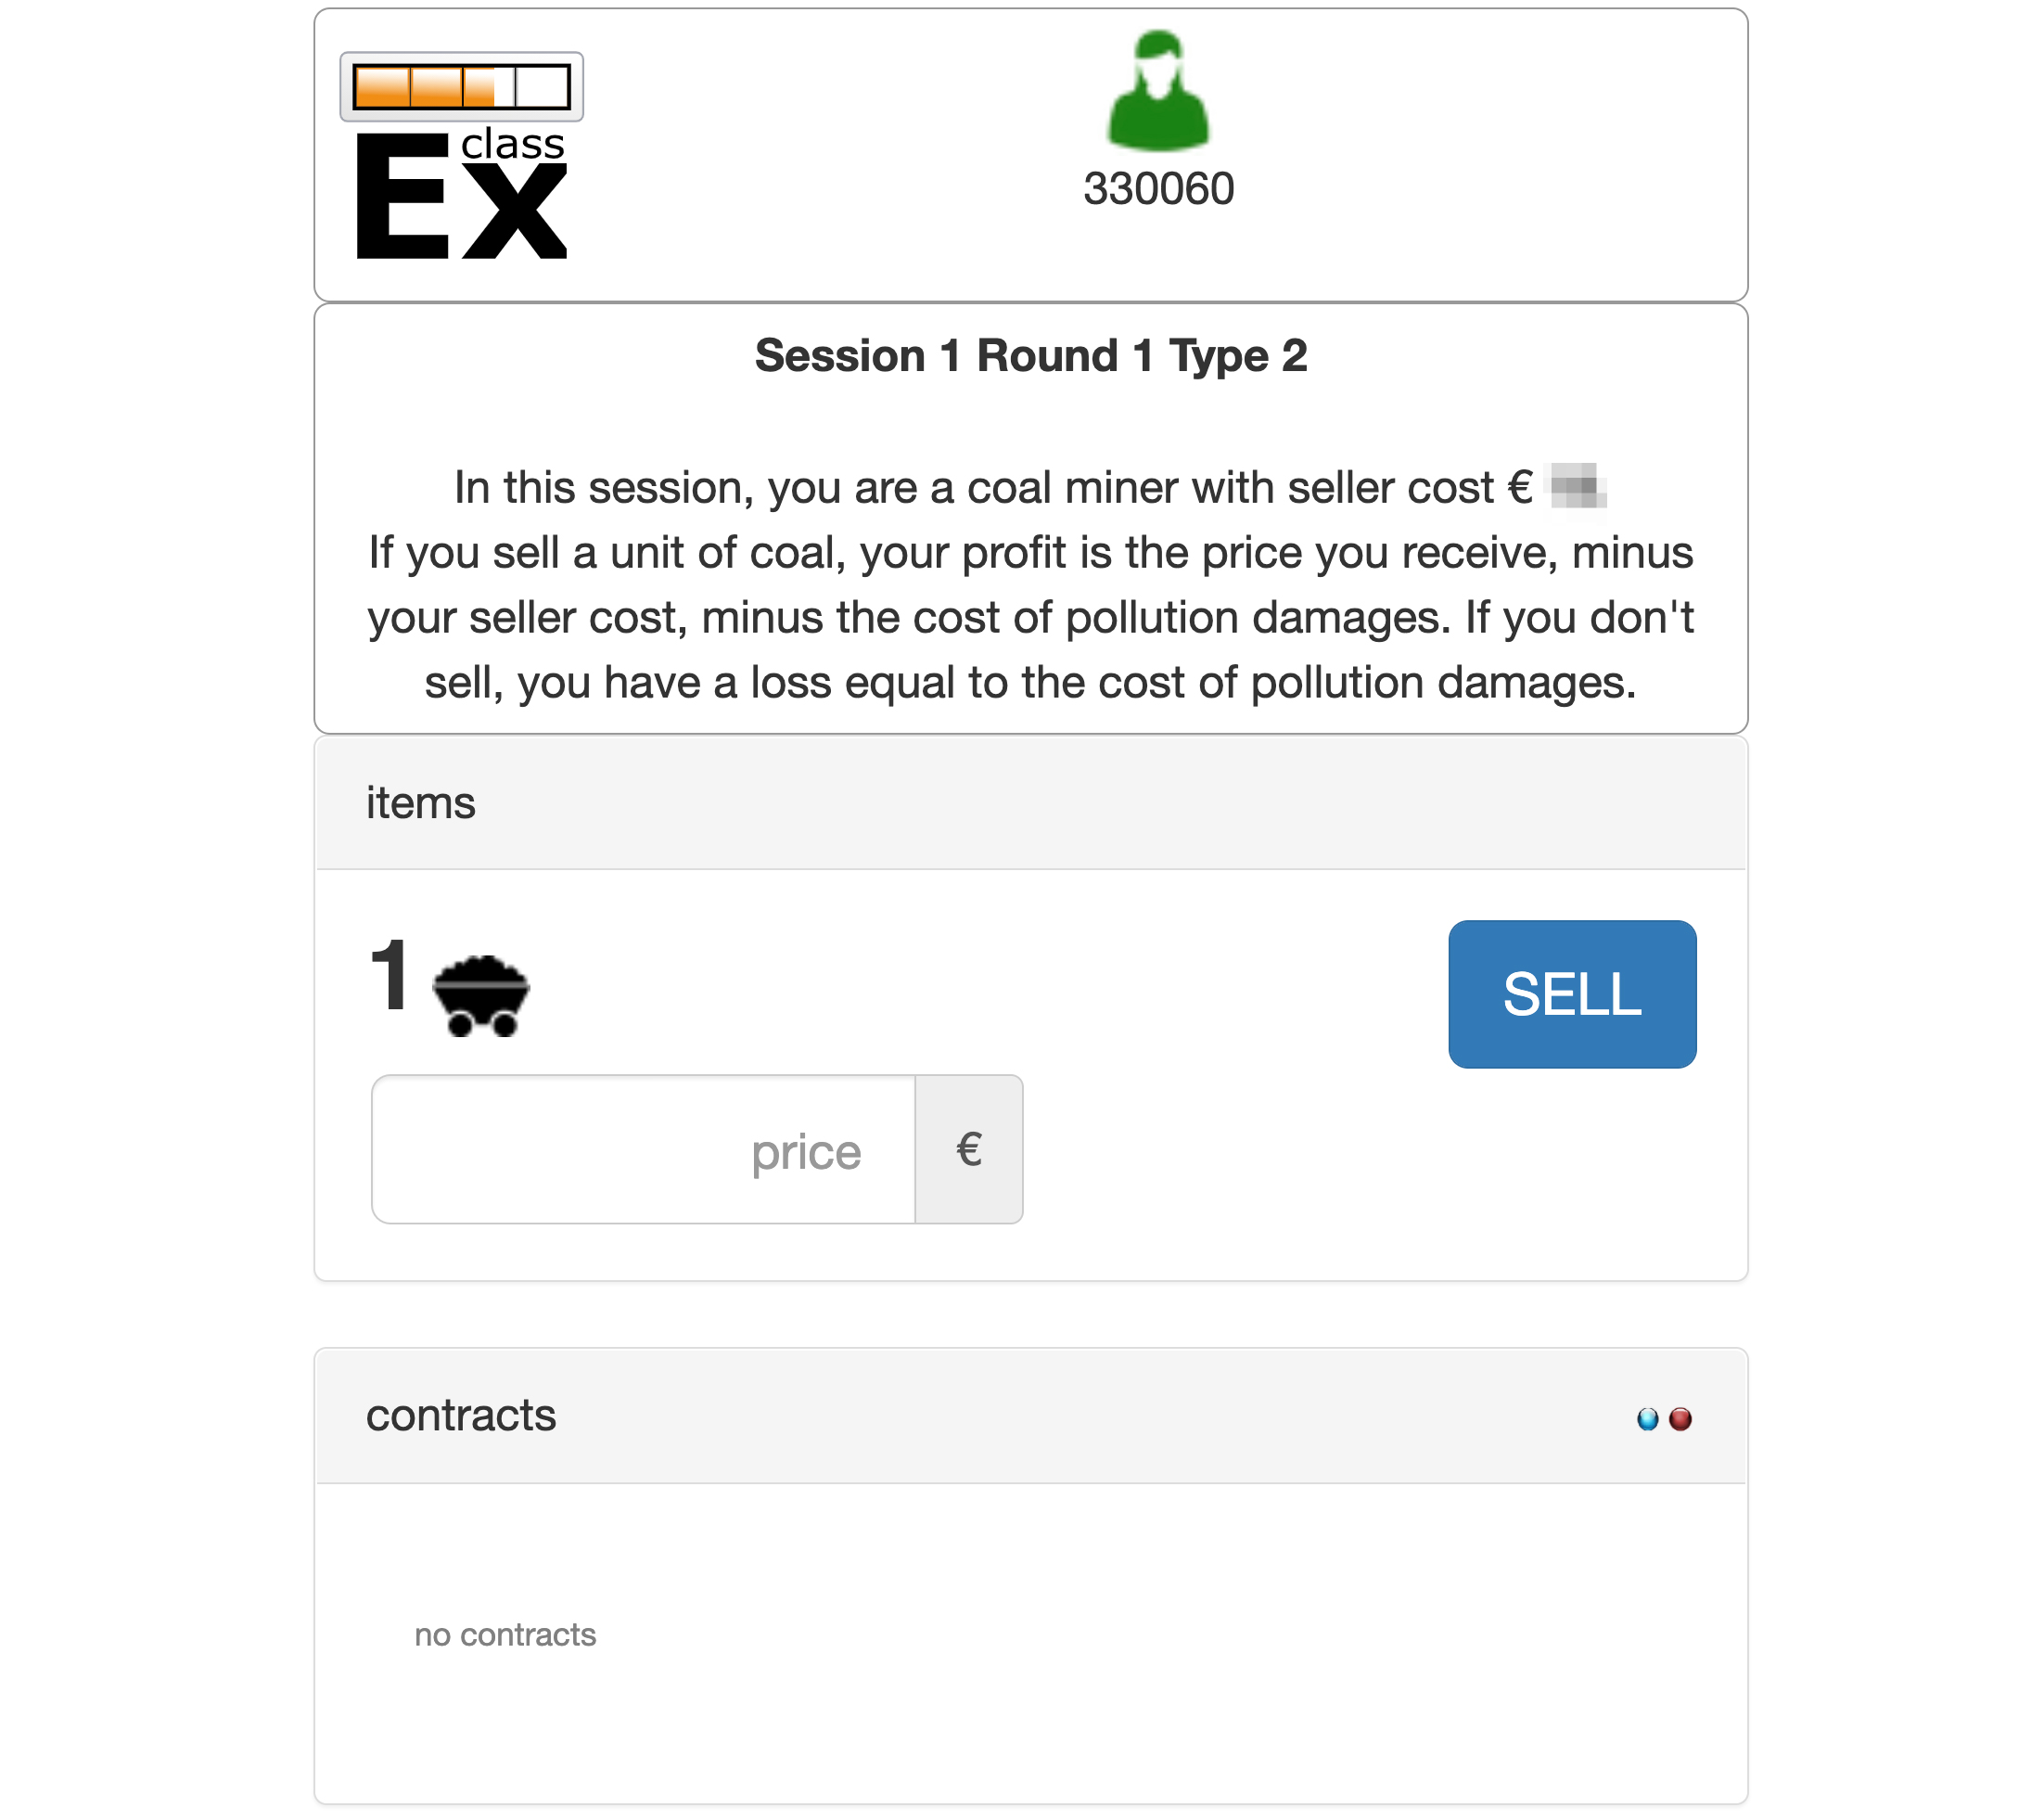 class
Ex
330060
Session 1 Round 1 Type 2
In this session, you are a coal miner with seller cost €
If you sell a unit of coal, your profit is the price you receive, minus
your seller cost, minus the cost of pollution damages. If you don't
sell, you have a loss equal to the cost of pollution damages.
items
1
SELL
price €
contracts
no contracts